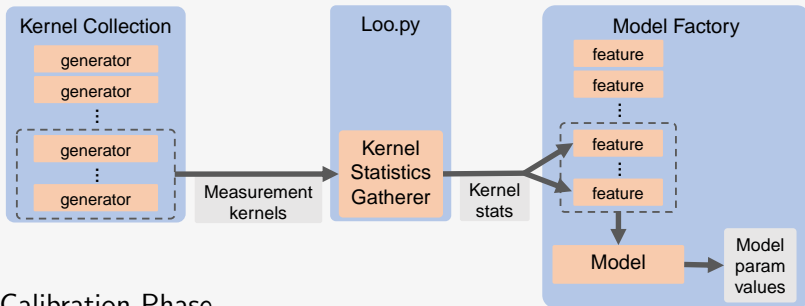 Kernel Collection
generator
generator
⋮
generator
⋮
generator
Measurement
kernels
Loo.py
Kernel
Statistics
Gatherer
Kernel
stats
Model Factory
feature
feature
⋮
feature
⋮
feature
Model
Model
param
values
Calibration Phase